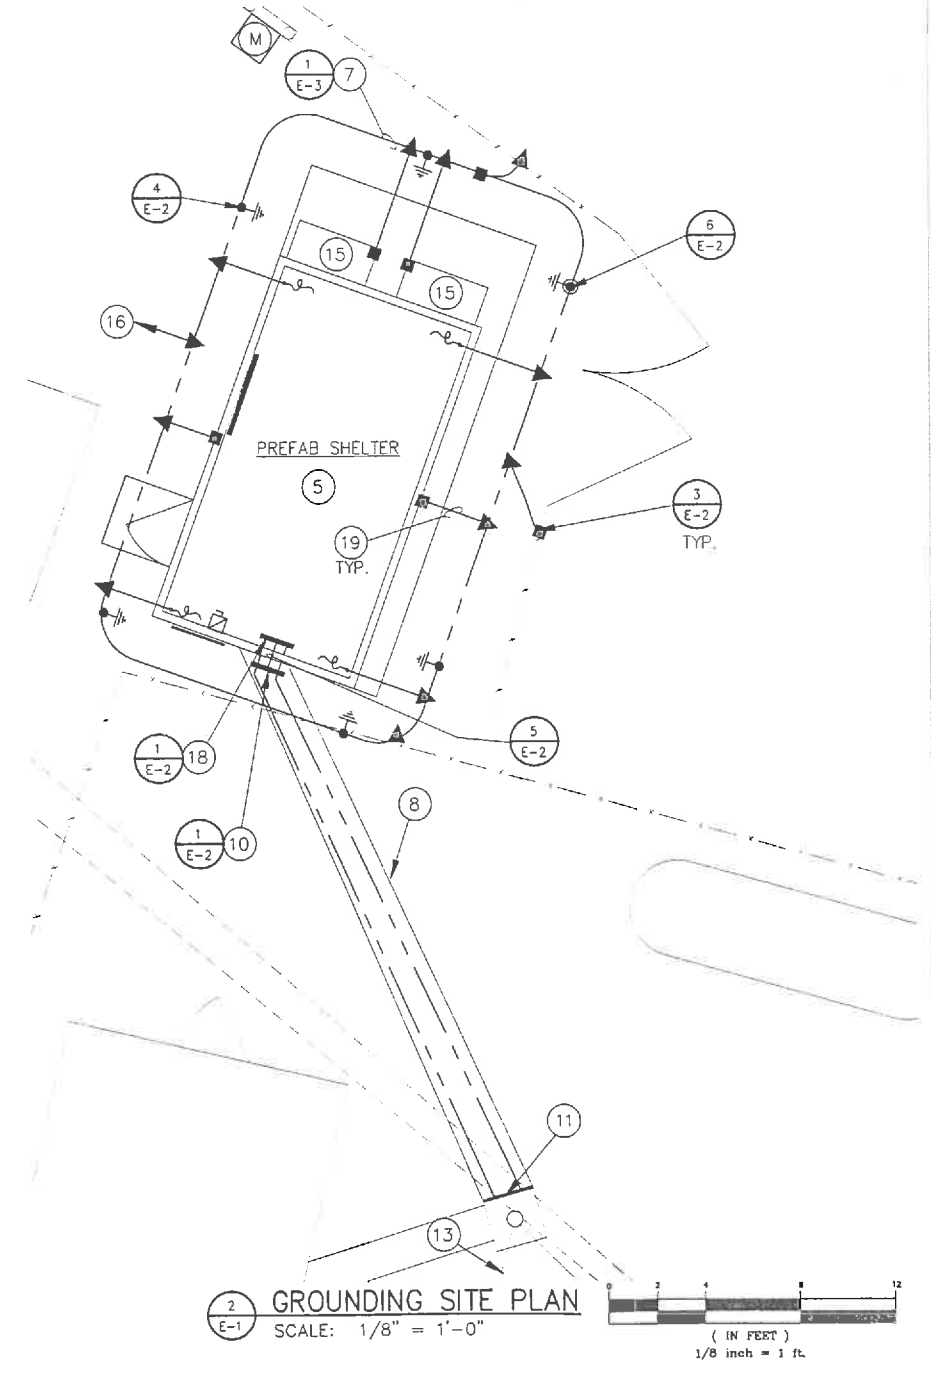 M
1
E-3
7
4
E-2
6
E-2
15
15
16
PREFAB SHELTER
5
3
E-2
TYP.
19
TYP.
5
E-2
1
E-2
18
8
1
E-2
10
11
13
2
E-1
GROUNDING SITE PLAN
SCALE: 1/8" = 1'-0"
0 2 4 8 12
( IN FEET )
1/8 inch = 1 ft.